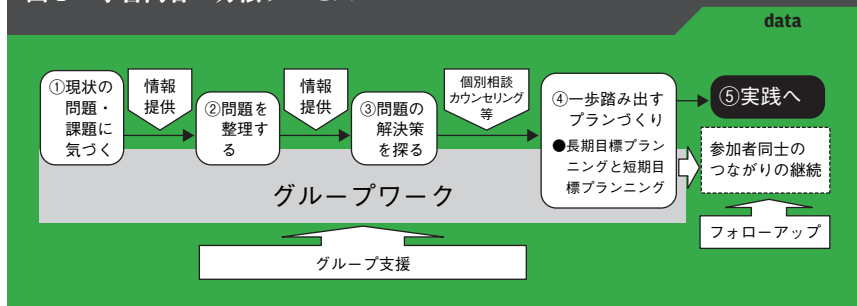 data
①現状の
問題・
課題に
気づく
情報
提供
②問題を
整理す
る
情報
提供
③問題の
解決策
を探る
個別相談
カウンセリング
等
④一歩踏み出す
プランづくり
●長期目標プラン
ニングと短期目
標プランニング
⑤実践へ
参加者同士の
つながりの継続
グループワーク
フォローアップ
グループ支援